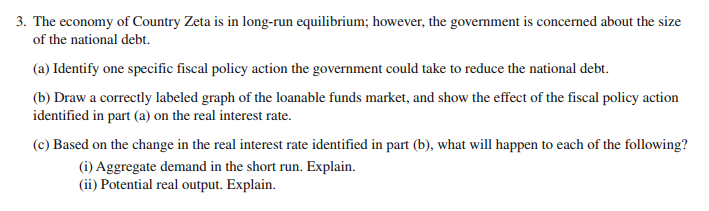 3. The economy of Country Zeta is in long-run equilibrium; however, the government is concerned about the size
of the national debt.
(a) Identify one specific fiscal policy action the government could take to reduce the national debt.
(b) Draw a correctly labeled graph of the loanable funds market, and show the effect of the fiscal policy action
identified in part (a) on the real interest rate.
(c) Based on the change in the real interest rate identified in part (b), what will happen to each of the following?
(i) Aggregate demand in the short run. Explain.
(ii) Potential real output. Explain.